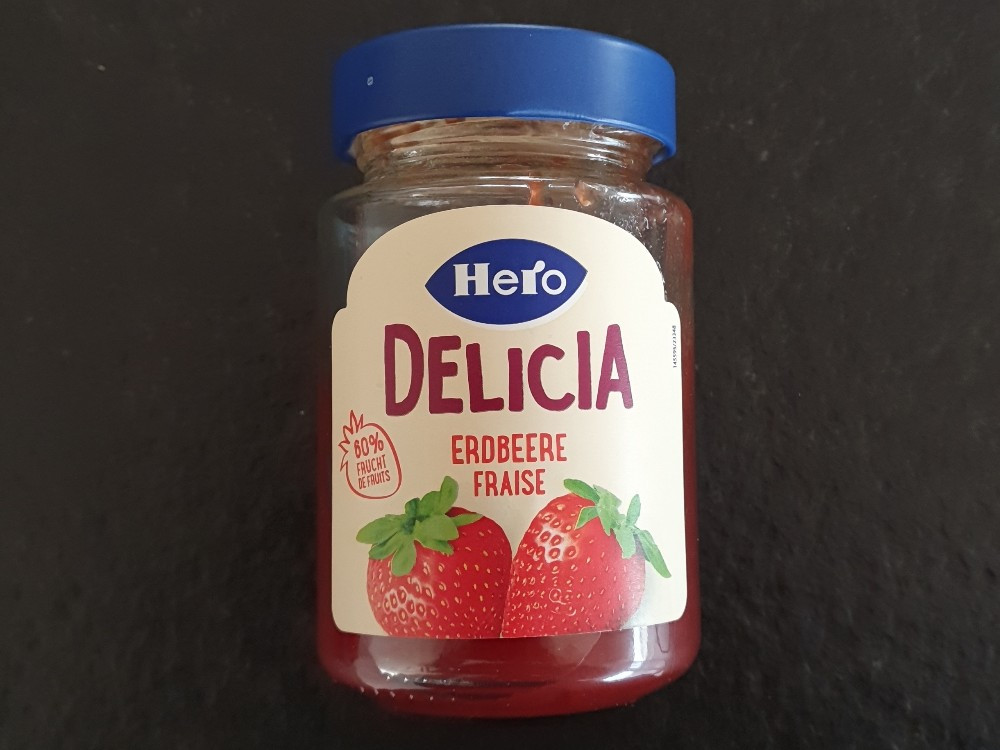 Hero
DELICIA
ERDBEERE
FRAISE
60%
FRUCHT
DE FRUITS